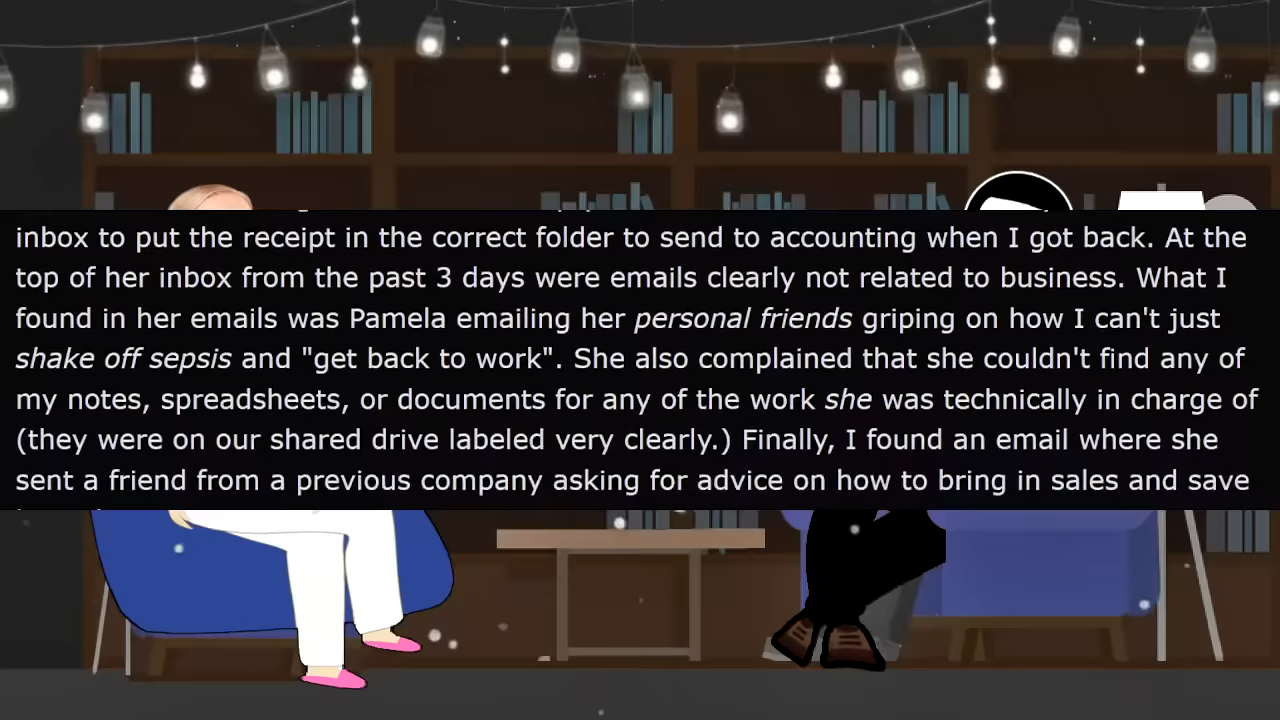 inbox to put the receipt in the correct folder to send to accounting when I got back. At the
top of her inbox from the past 3 days were emails clearly not related to business. What I
found in her emails was Pamela emailing her personal friends griping on how I can't just
shake off sepsis and "get back to work". She also complained that she couldn't find any of
my notes, spreadsheets, or documents for any of the work she was technically in charge of
(they were on our shared drive labeled very clearly.) Finally, I found an email where she
sent a friend from a previous company asking for advice on how to bring in sales and save